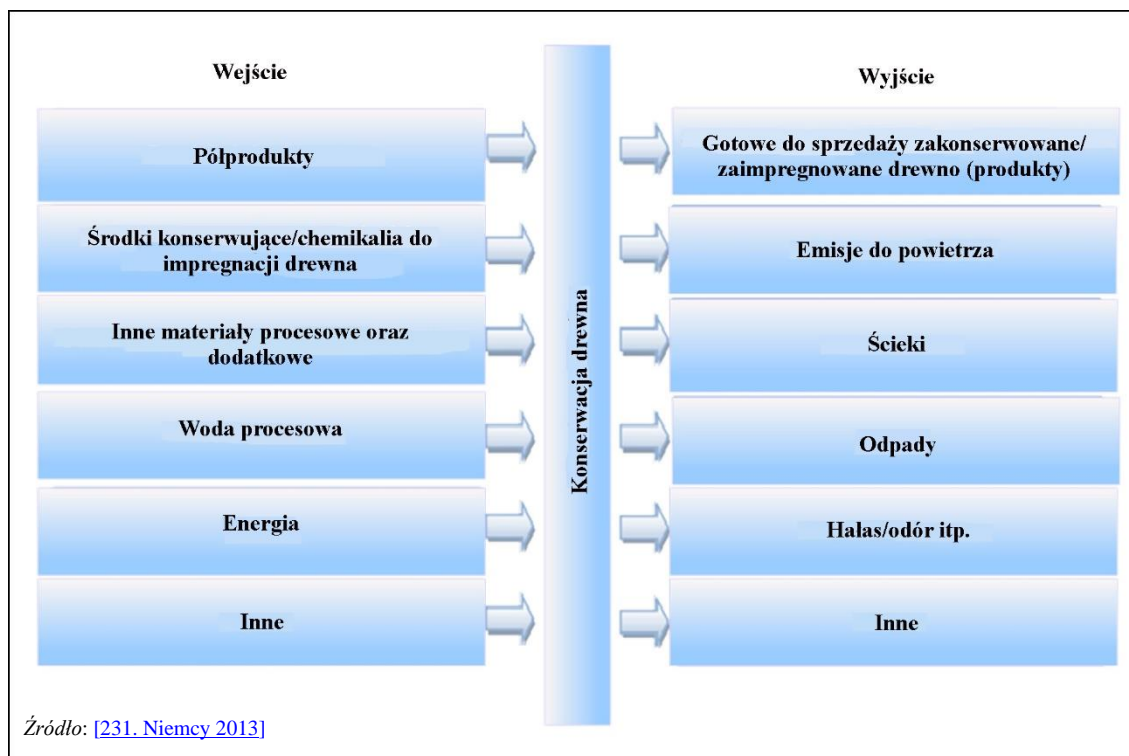 Wejście
Półprodukty
Środki konserwujące/chemikalia do
impregnacji drewna
Inne materiały procesowe oraz
dodatkowe
Woda procesowa
Energia
Inne
Konserwacja drewna
Wyjście
Gotowe do sprzedaży zakonserwowane/
zaimpregnowane drewno (produkty)
Emisje do powietrza
Ścieki
Odpady
Hałas/odór itp.
Inne
Źródło: [231. Niemcy 2013]